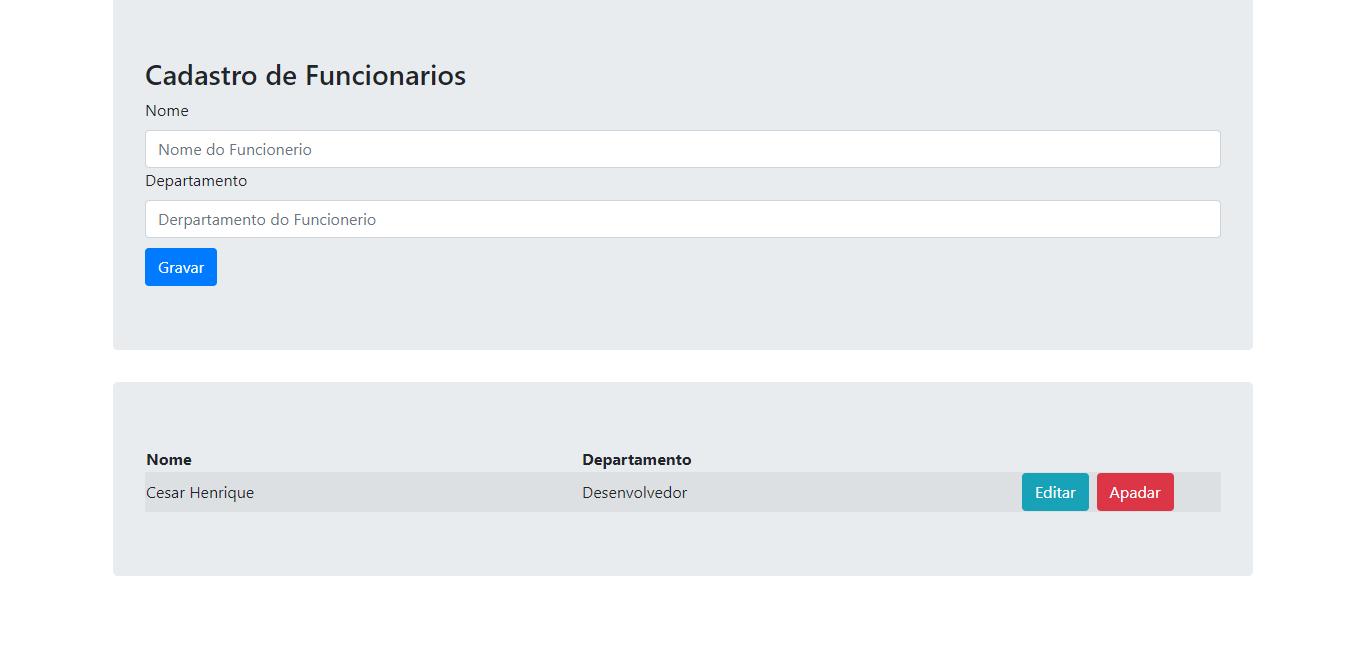 Cadastro de Funcionarios
Nome
Nome do Funcionerio
Departamento
Derpartamento do Funcionerio
Gravar
Nome Departamento
Cesar Henrique Desenvolvedor Editar Apadar